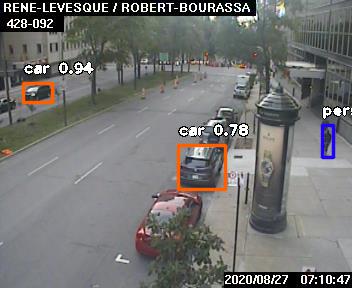 RENE-LEVESQUE / ROBERT-BOURASSA
428-092
car 0.94
car 0.78
pers
2020/08/27 07:10:47